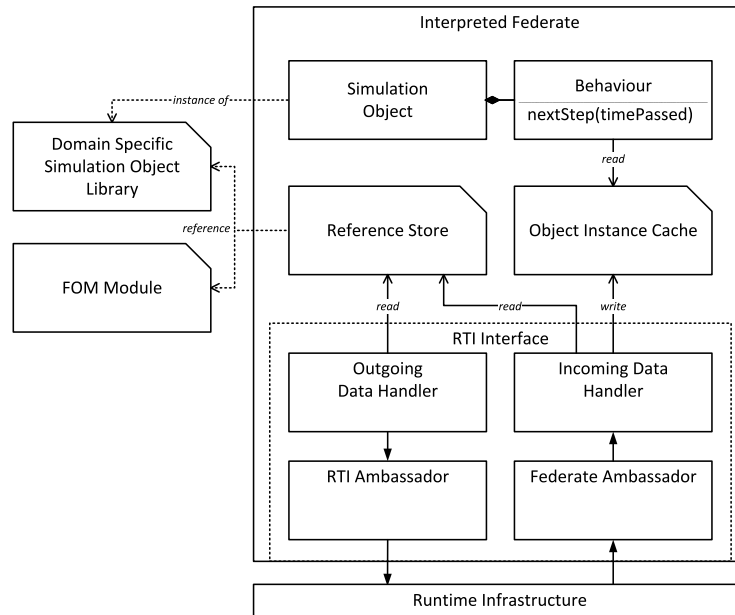 Interpreted Federate
Simulation
Object
Behaviour
nextStep(timePassed)
instance of
read
Domain Specific
Simulation Object
Library
reference
Reference Store
Object Instance Cache
FOM Module
read
read
write
RTI Interface
Outgoing
Data Handler
Incoming Data
Handler
RTI Ambassador
Federate Ambassador
Runtime Infrastructure